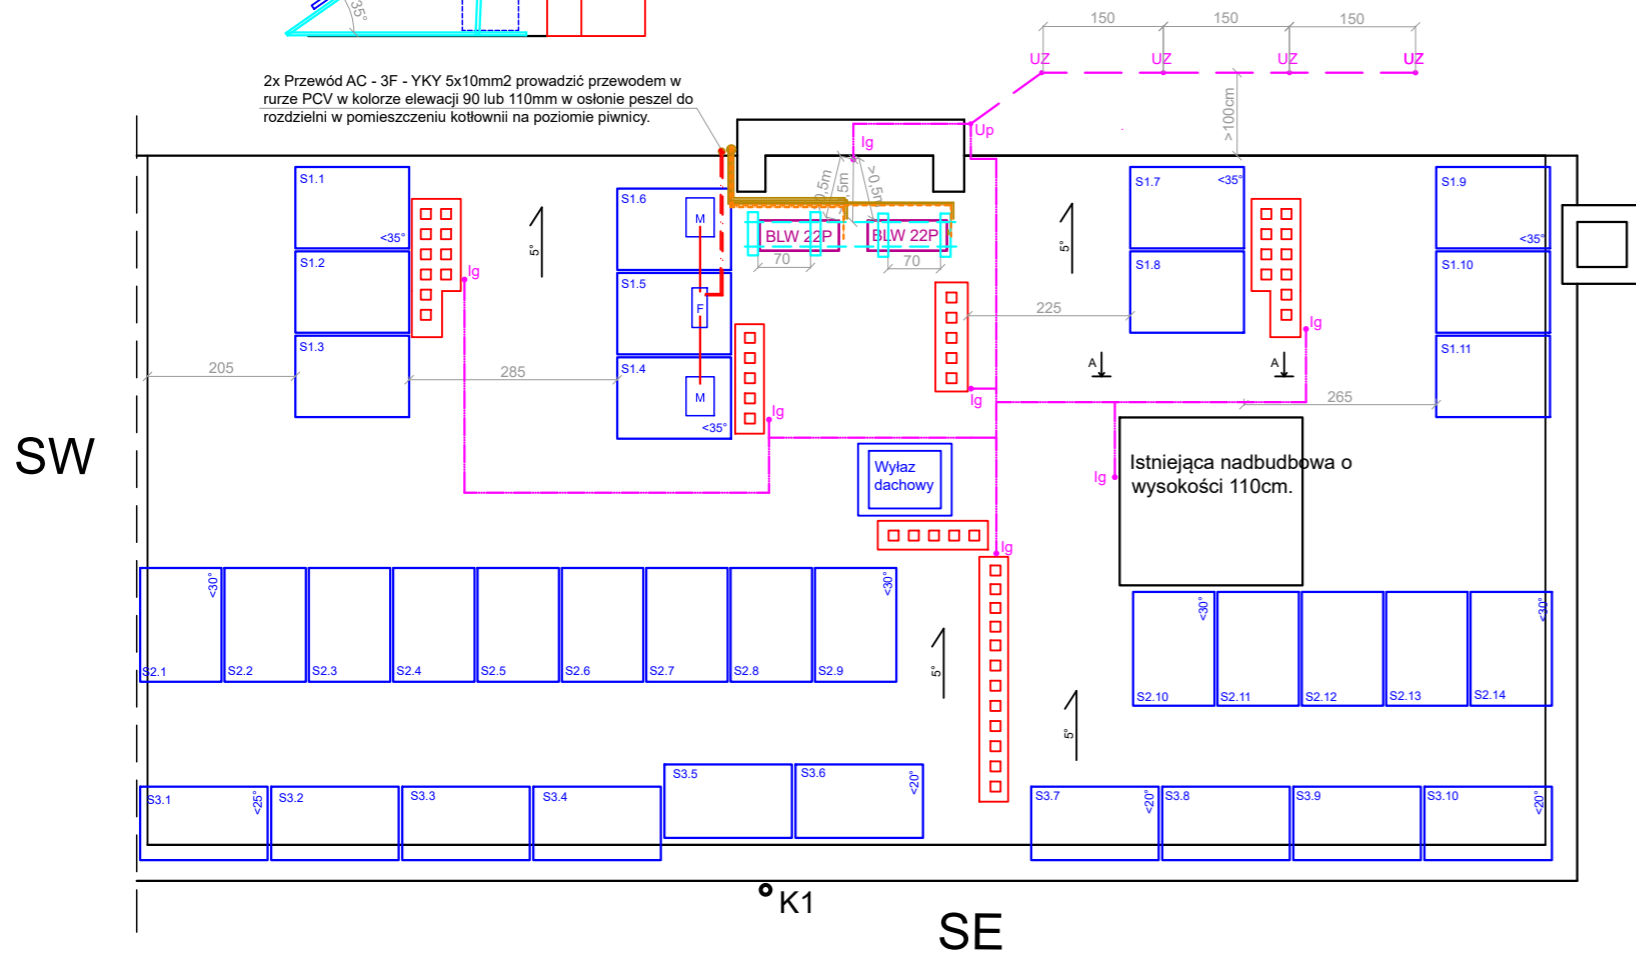 35°
150
150
150
UZ
UZ
UZ
UZ
2x Przewód AC - 3F - YKY 5x10mm2 prowadzić przewodem w
rurze PCV w kolorze elewacji 90 lub 110mm w osłonie peszel do
rozdzielni w pomieszczeniu kotłownii na poziomie piwnicy.
>100cm
Up
Ig
S1.1
<35°
S1.2
S1.3
Ig
5°
S1.6
M
S1.5
F
S1.4
M
<35°
0,5m
,5m
>0,5m
BLW 22P
BLW 22P
70
70
5°
S1.7
<35°
S1.8
S1.9
<35°
S1.10
S1.11
Ig
225
A
A
205
285
265
Ig
Ig
Ig
SW
Wyłaz
dachowy
Istniejąca nadbudbowa o
wysokości 110cm.
Ig
<30°
<30°
<30°
<30°
S2.1
S2.2
S2.3
S2.4
S2.5
S2.6
S2.7
S2.8
S2.9
5°
S2.10
S2.11
S2.12
S2.13
S2.14
5°
S3.1
<25°
S3.2
S3.3
S3.4
S3.5
S3.6
<20°
S3.7
<20°
S3.8
S3.9
S3.10
<20°
K1
SE